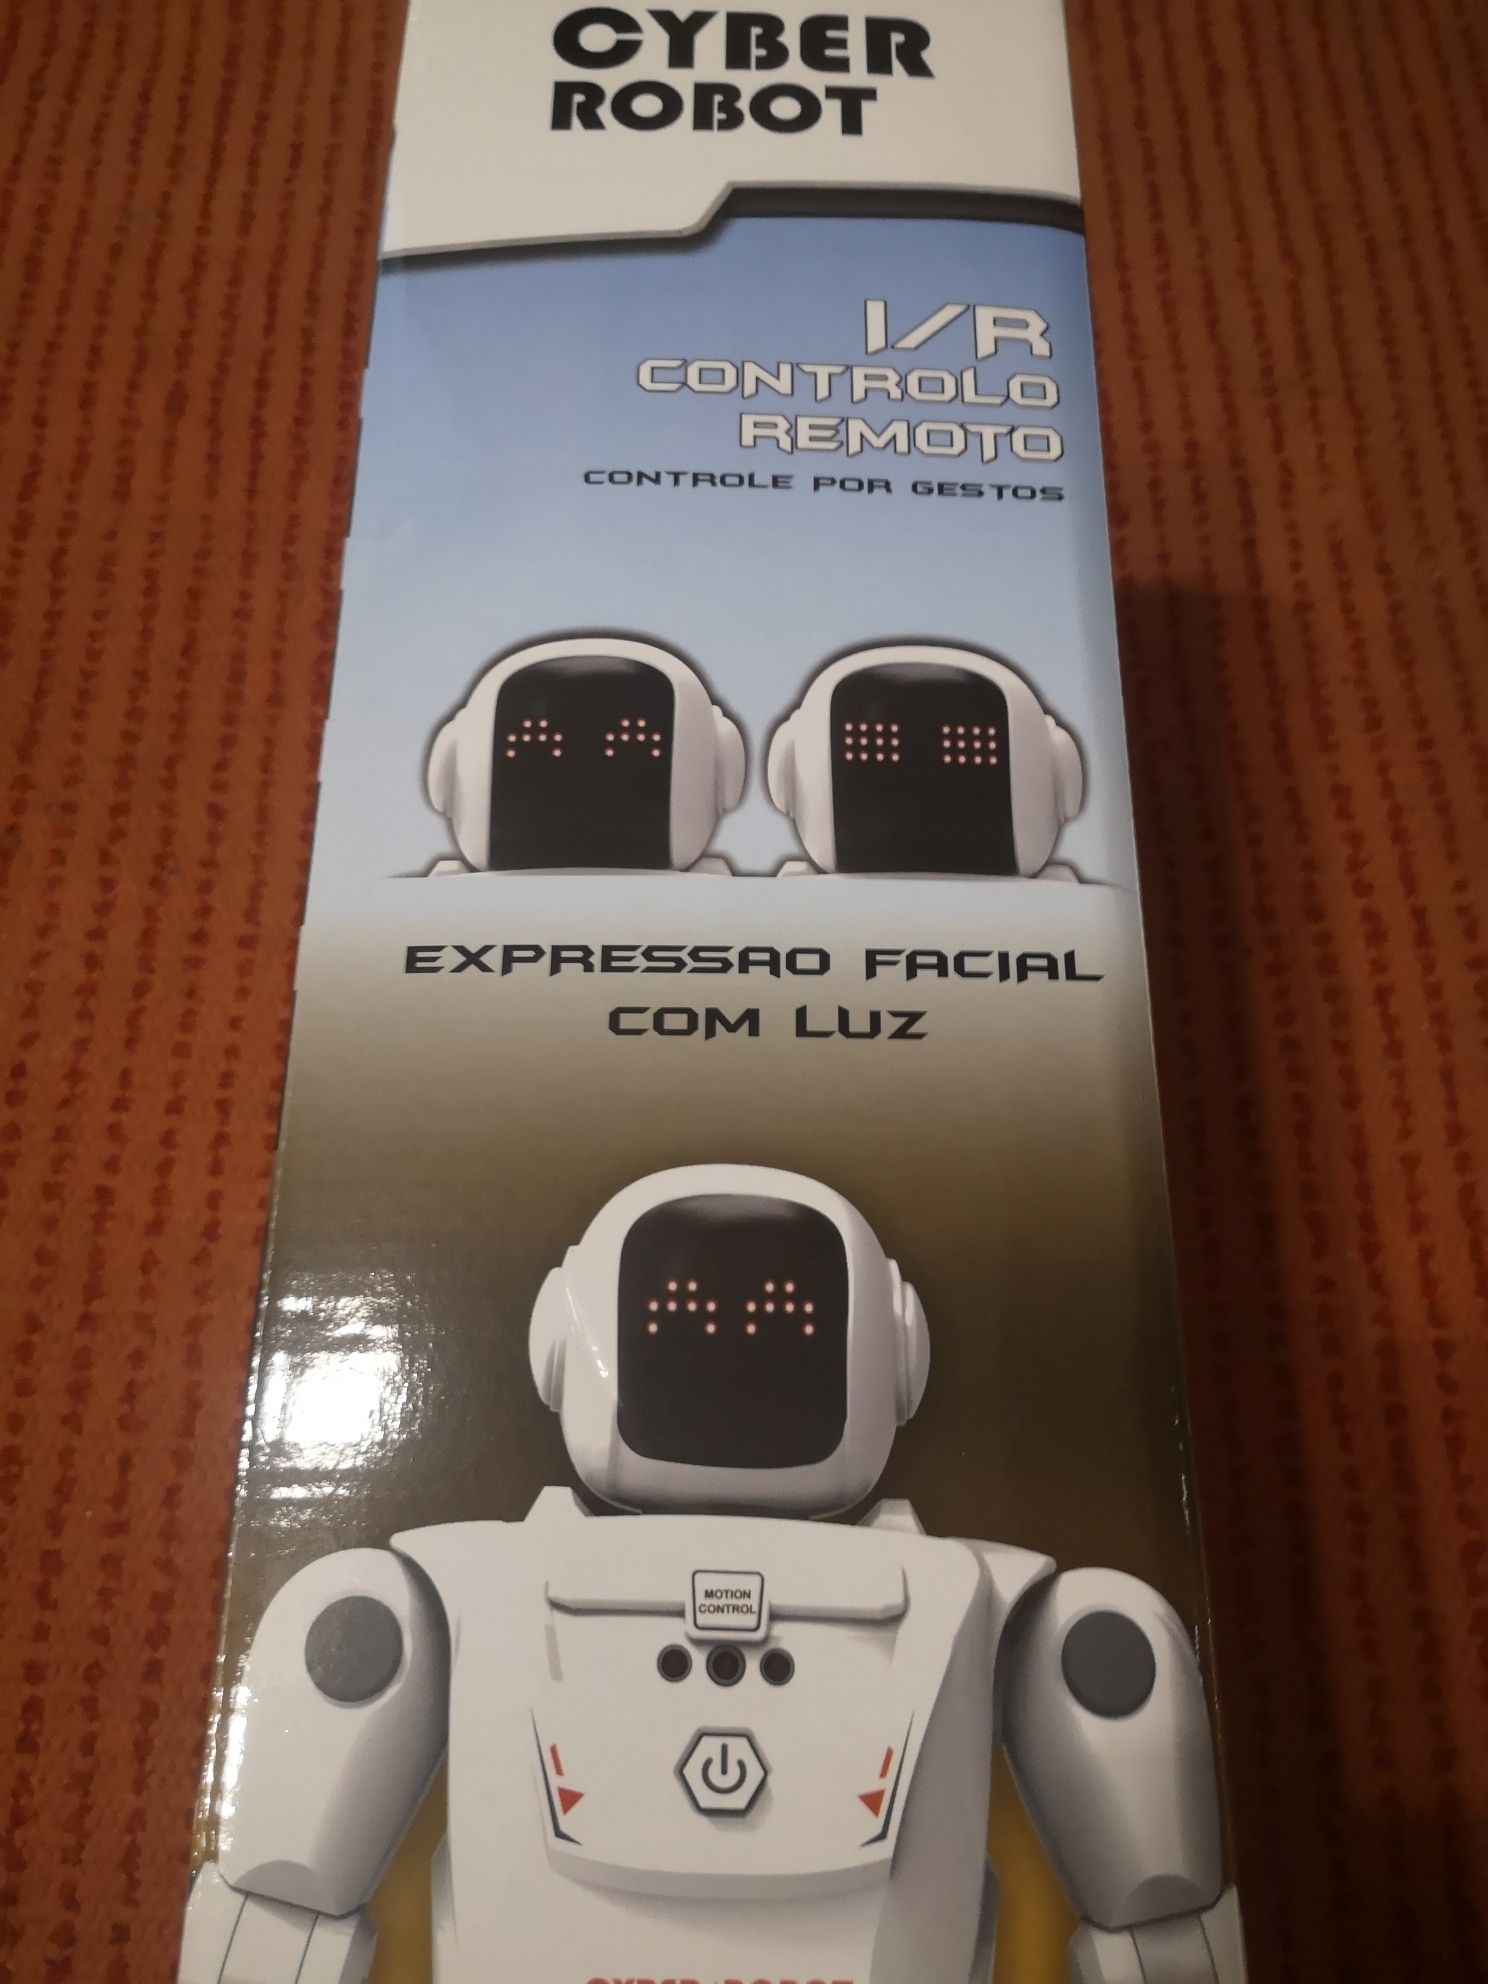 CYBER
ROBOT
I/R
CONTROLO
REMOTO
CONTROLE POR GESTOS
EXPRESSAO FACIAL
COM LUZ
MOTION
CONTROL